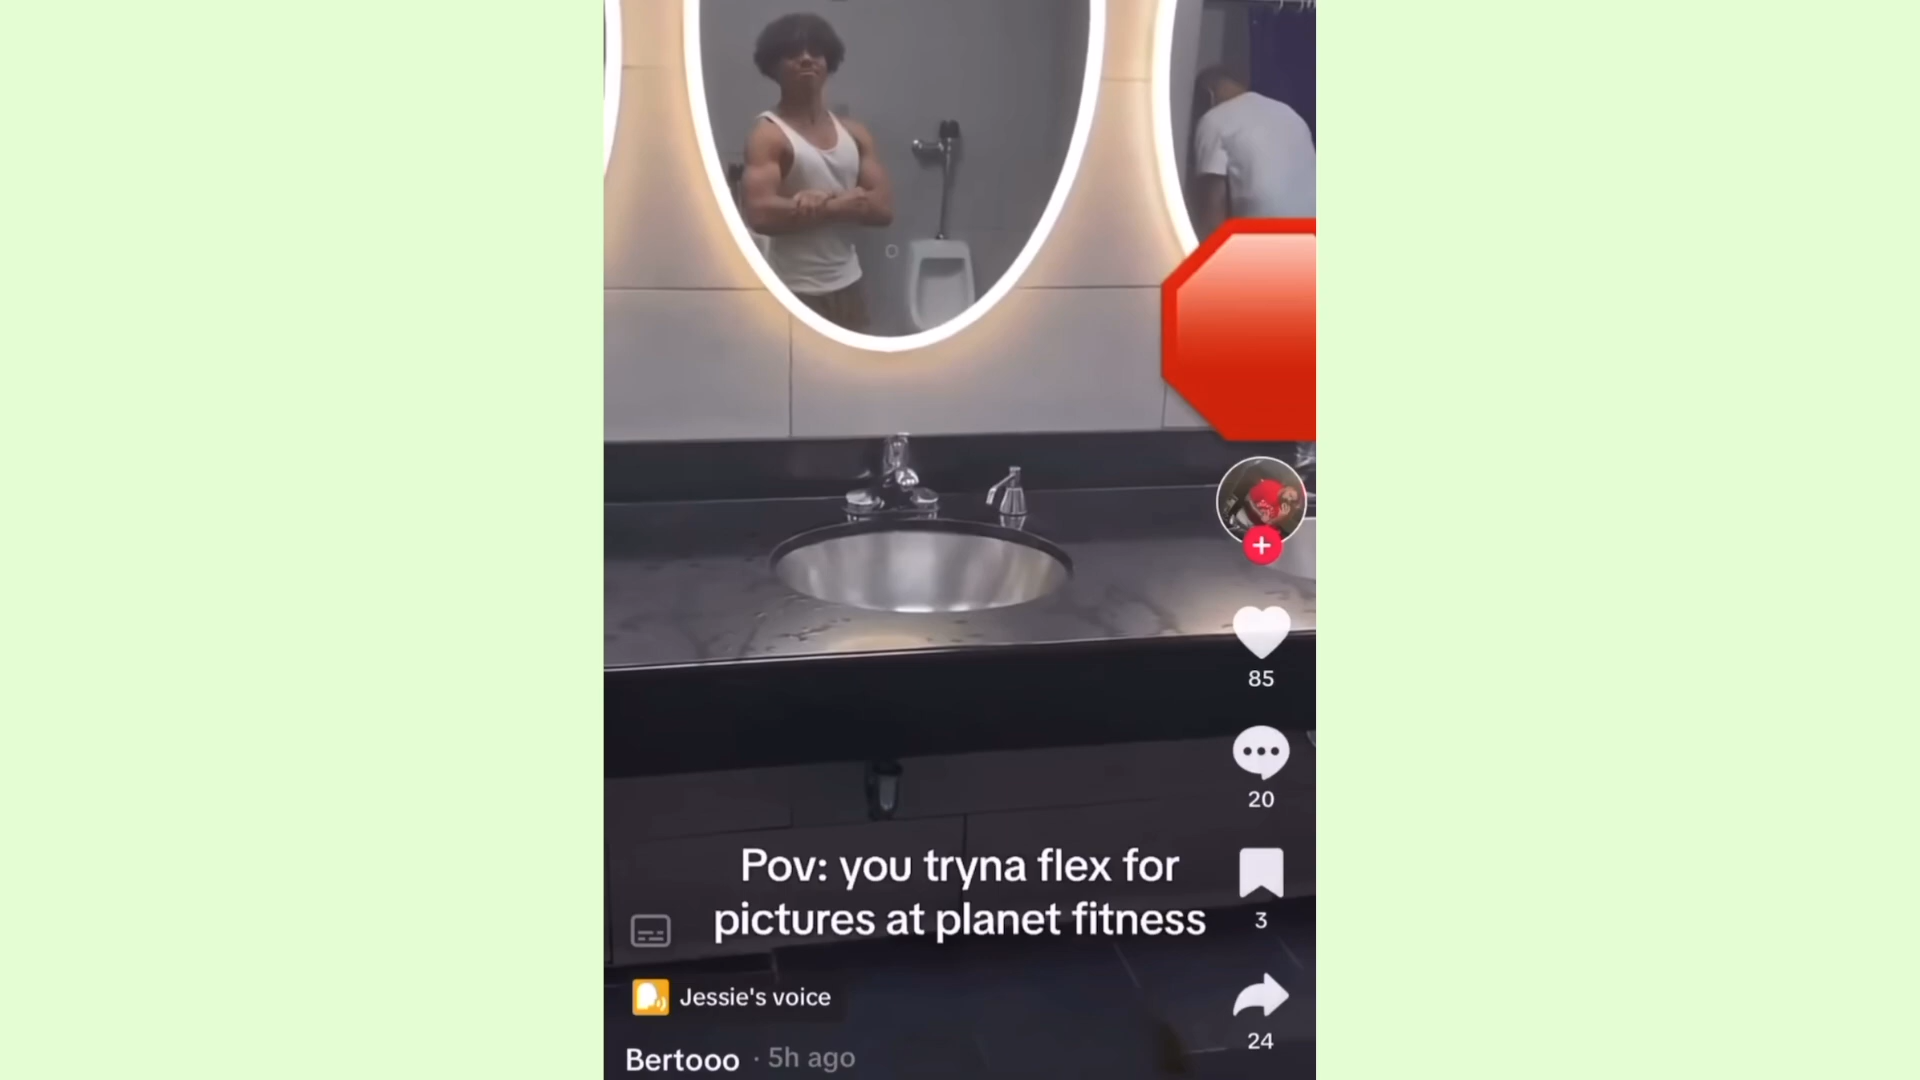 85
20
Pov: you tryna flex for
pictures at planet fitness
3
Jessie's voice
24
Bertooo · 5h ago